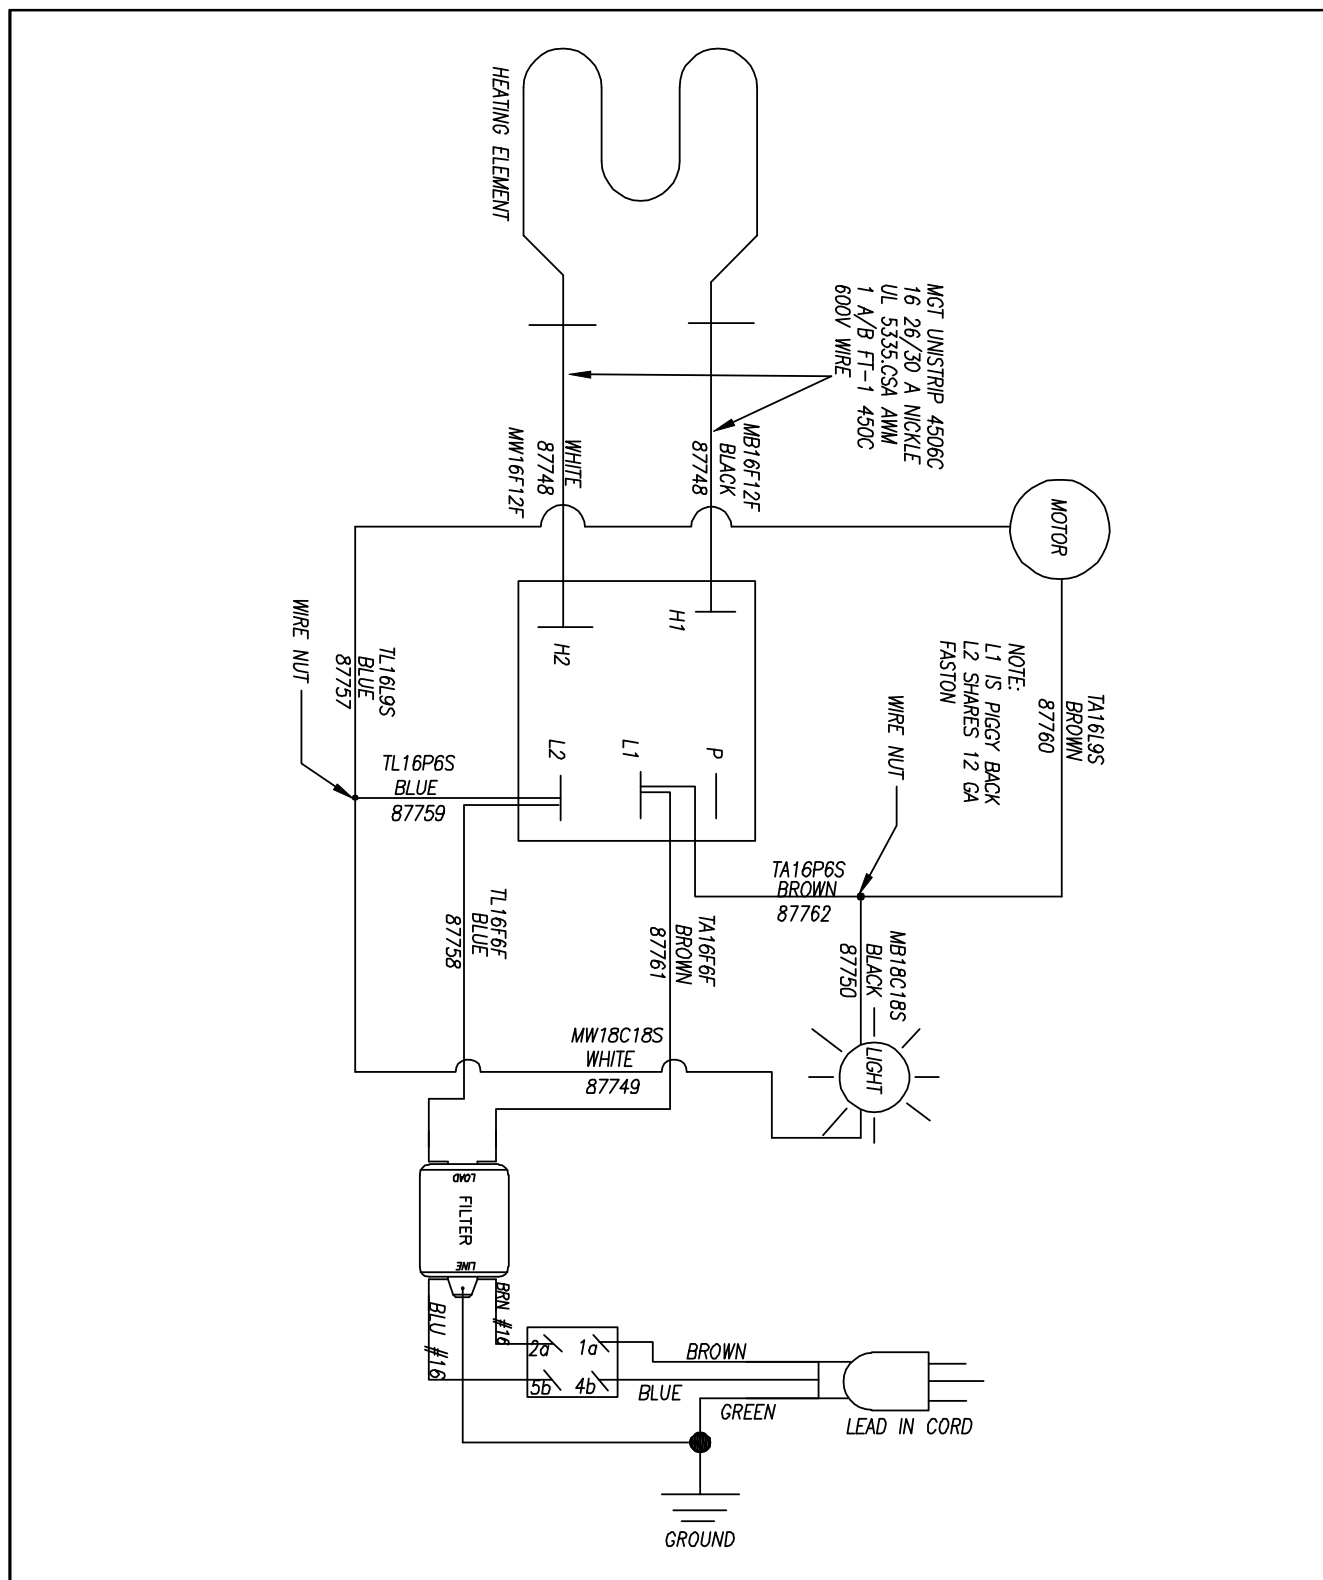 HEATING ELEMENT
MGT UNISTRIP 4506C
16 26/30 A NICKLE
UL 5335.CSA AWM
1 A/B FT-1 450C
600V WIRE
MB16F12F
BLACK
87748
WHITE
87748
MW16F12F
MOTOR
H1
H2
WIRE NUT
TL16L9S
BLUE
87757
NOTE:
L1 IS PIGGY BACK
L2 SHARES 12 GA
FASTON
TA16L9S
BROWN
87760
WIRE NUT
P
L1
L2
TL16P6S
BLUE
87759
TA16P6S
BROWN
87762
TL16F6F
BLUE
87758
TA16F6F
BROWN
87761
MB18C18S
BLACK
87750
LIGHT
MW18C18S
WHITE
87749
LOAD
FILTER
LINE
BRN #16
BLU #16
2a
1a
5b
4b
BROWN
BLUE
GREEN
LEAD IN CORD
GROUND